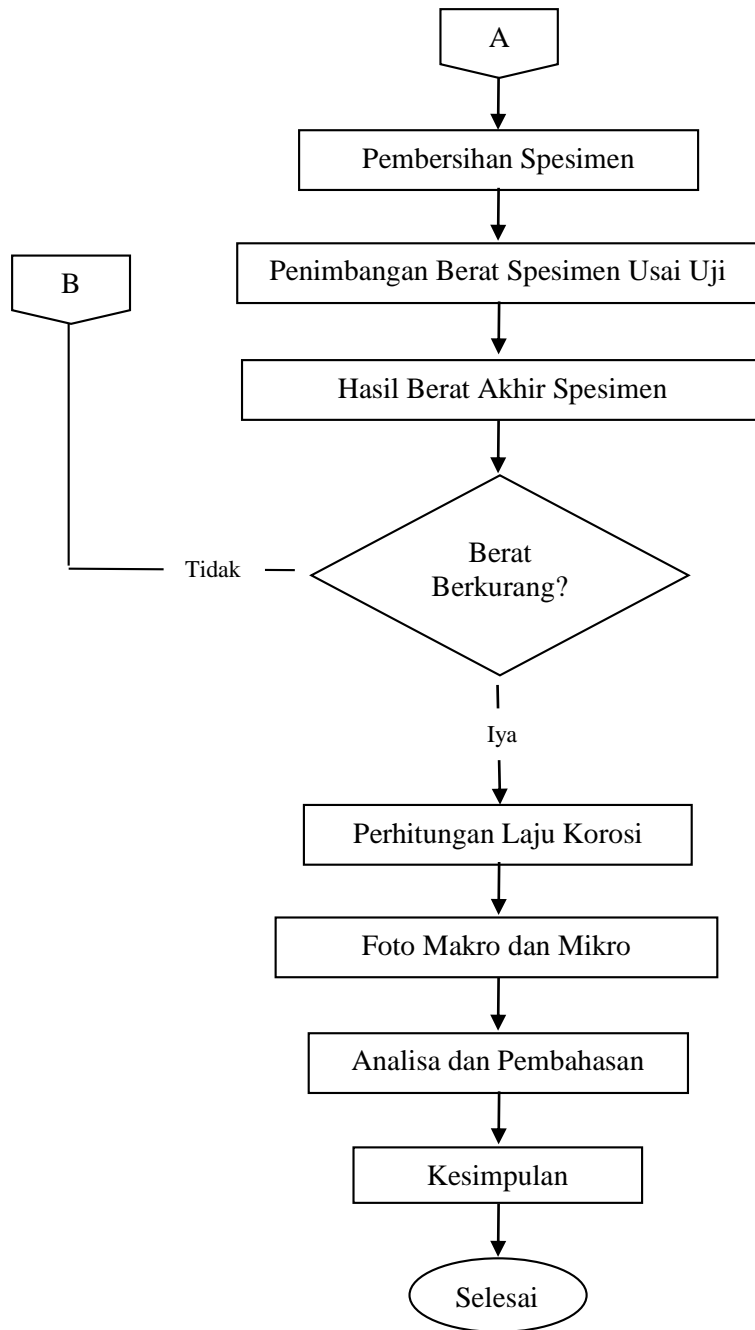 A
Pembersihan Spesimen
Penimbangan Berat Spesimen Usai Uji
B
Hasil Berat Akhir Spesimen
Berat
Berkurang?
Tidak
Iya
Perhitungan Laju Korosi
Foto Makro dan Mikro
Analisa dan Pembahasan
Kesimpulan
Selesai